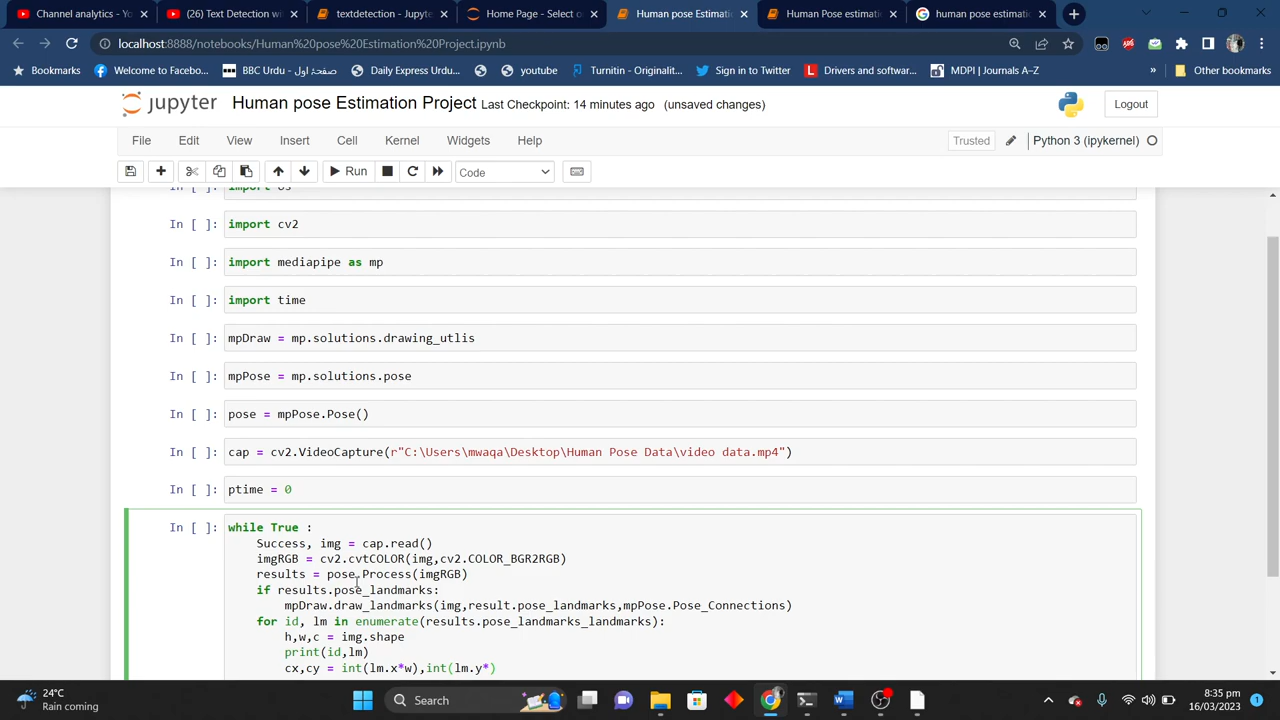 Channel analytics - Y
(26) Text Detection wit
textdetection - Jupyter
Home Page - Select o
Human pose Estimatio
Human Pose estimatio
human pose estimatio
localhost:8888/notebooks/Human%20pose%20Estimation%20Project.ipynb
Bookmarks
Welcome to Facebo...
BBC Urdu - صفحۂ اول
Daily Express Urdu...
youtube
Turnitin - Originalit...
Sign in to Twitter
Drivers and softwar...
MDPI | Journals A–Z
»
Other bookmarks
jupyter Human pose Estimation Project Last Checkpoint: 14 minutes ago (unsaved changes)
Logout
File Edit View Insert Cell Kernel Widgets Help
Trusted
Python 3 (ipykernel)
Run
Code
In [ ]: import os
In [ ]: import cv2
In [ ]: import mediapipe as mp
In [ ]: import time
In [ ]: mpDraw = mp.solutions.drawing_utlis
In [ ]: mpPose = mp.solutions.pose
In [ ]: pose = mpPose.Pose()
In [ ]: cap = cv2.VideoCapture(r"C:\Users\mwaqa\Desktop\Human Pose Data\video data.mp4")
In [ ]: ptime = 0
In [ ]: while True :
Success, img = cap.read()
imgRGB = cv2.cvtCOLOR(img,cv2.COLOR_BGR2RGB)
results = pose.Process(imgRGB)
if results.pose_landmarks:
mpDraw.draw_landmarks(img,result.pose_landmarks,mpPose.Pose_Connections)
for id, lm in enumerate(results.pose_landmarks_landmarks):
h,w,c = img.shape
print(id,lm)
cx,cy = int(lm.x*w),int(lm.y*)
24°C
Rain coming
Search
8:35 pm
16/03/2023
1